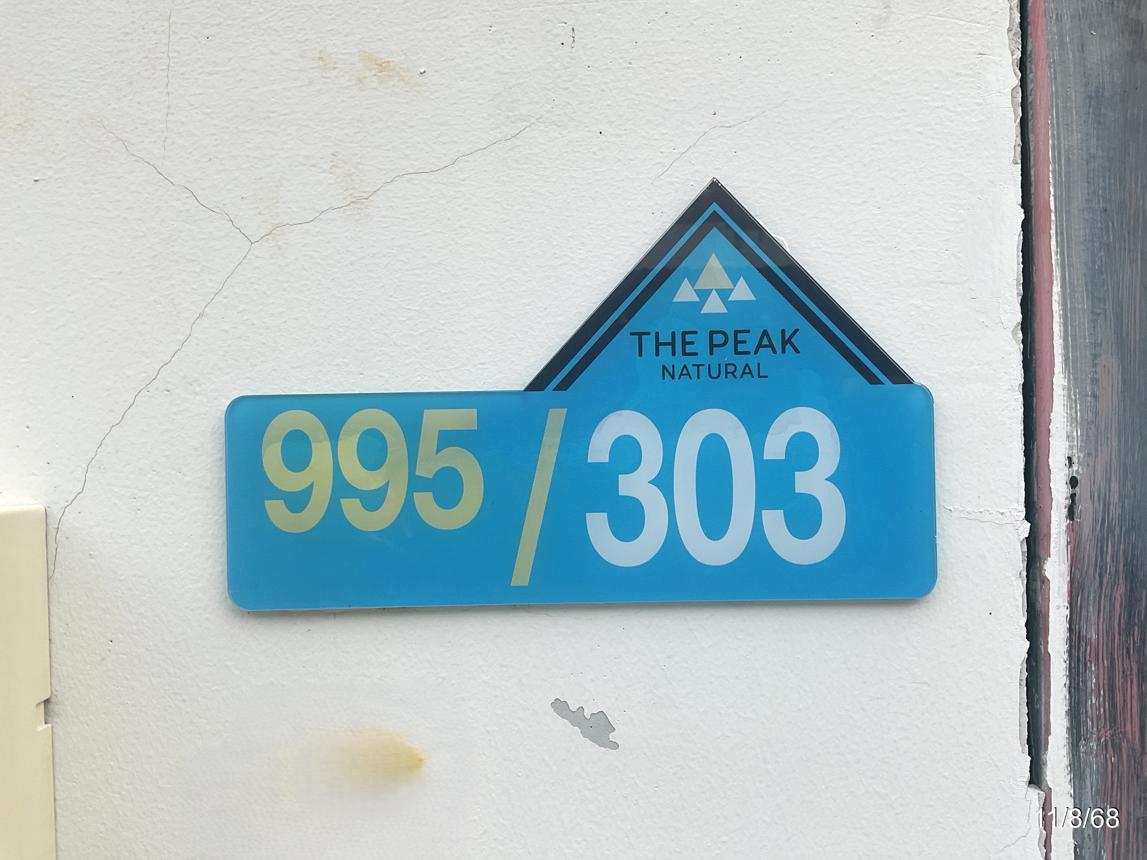 THE PEAK
NATURAL
995 / 303
11/8/68